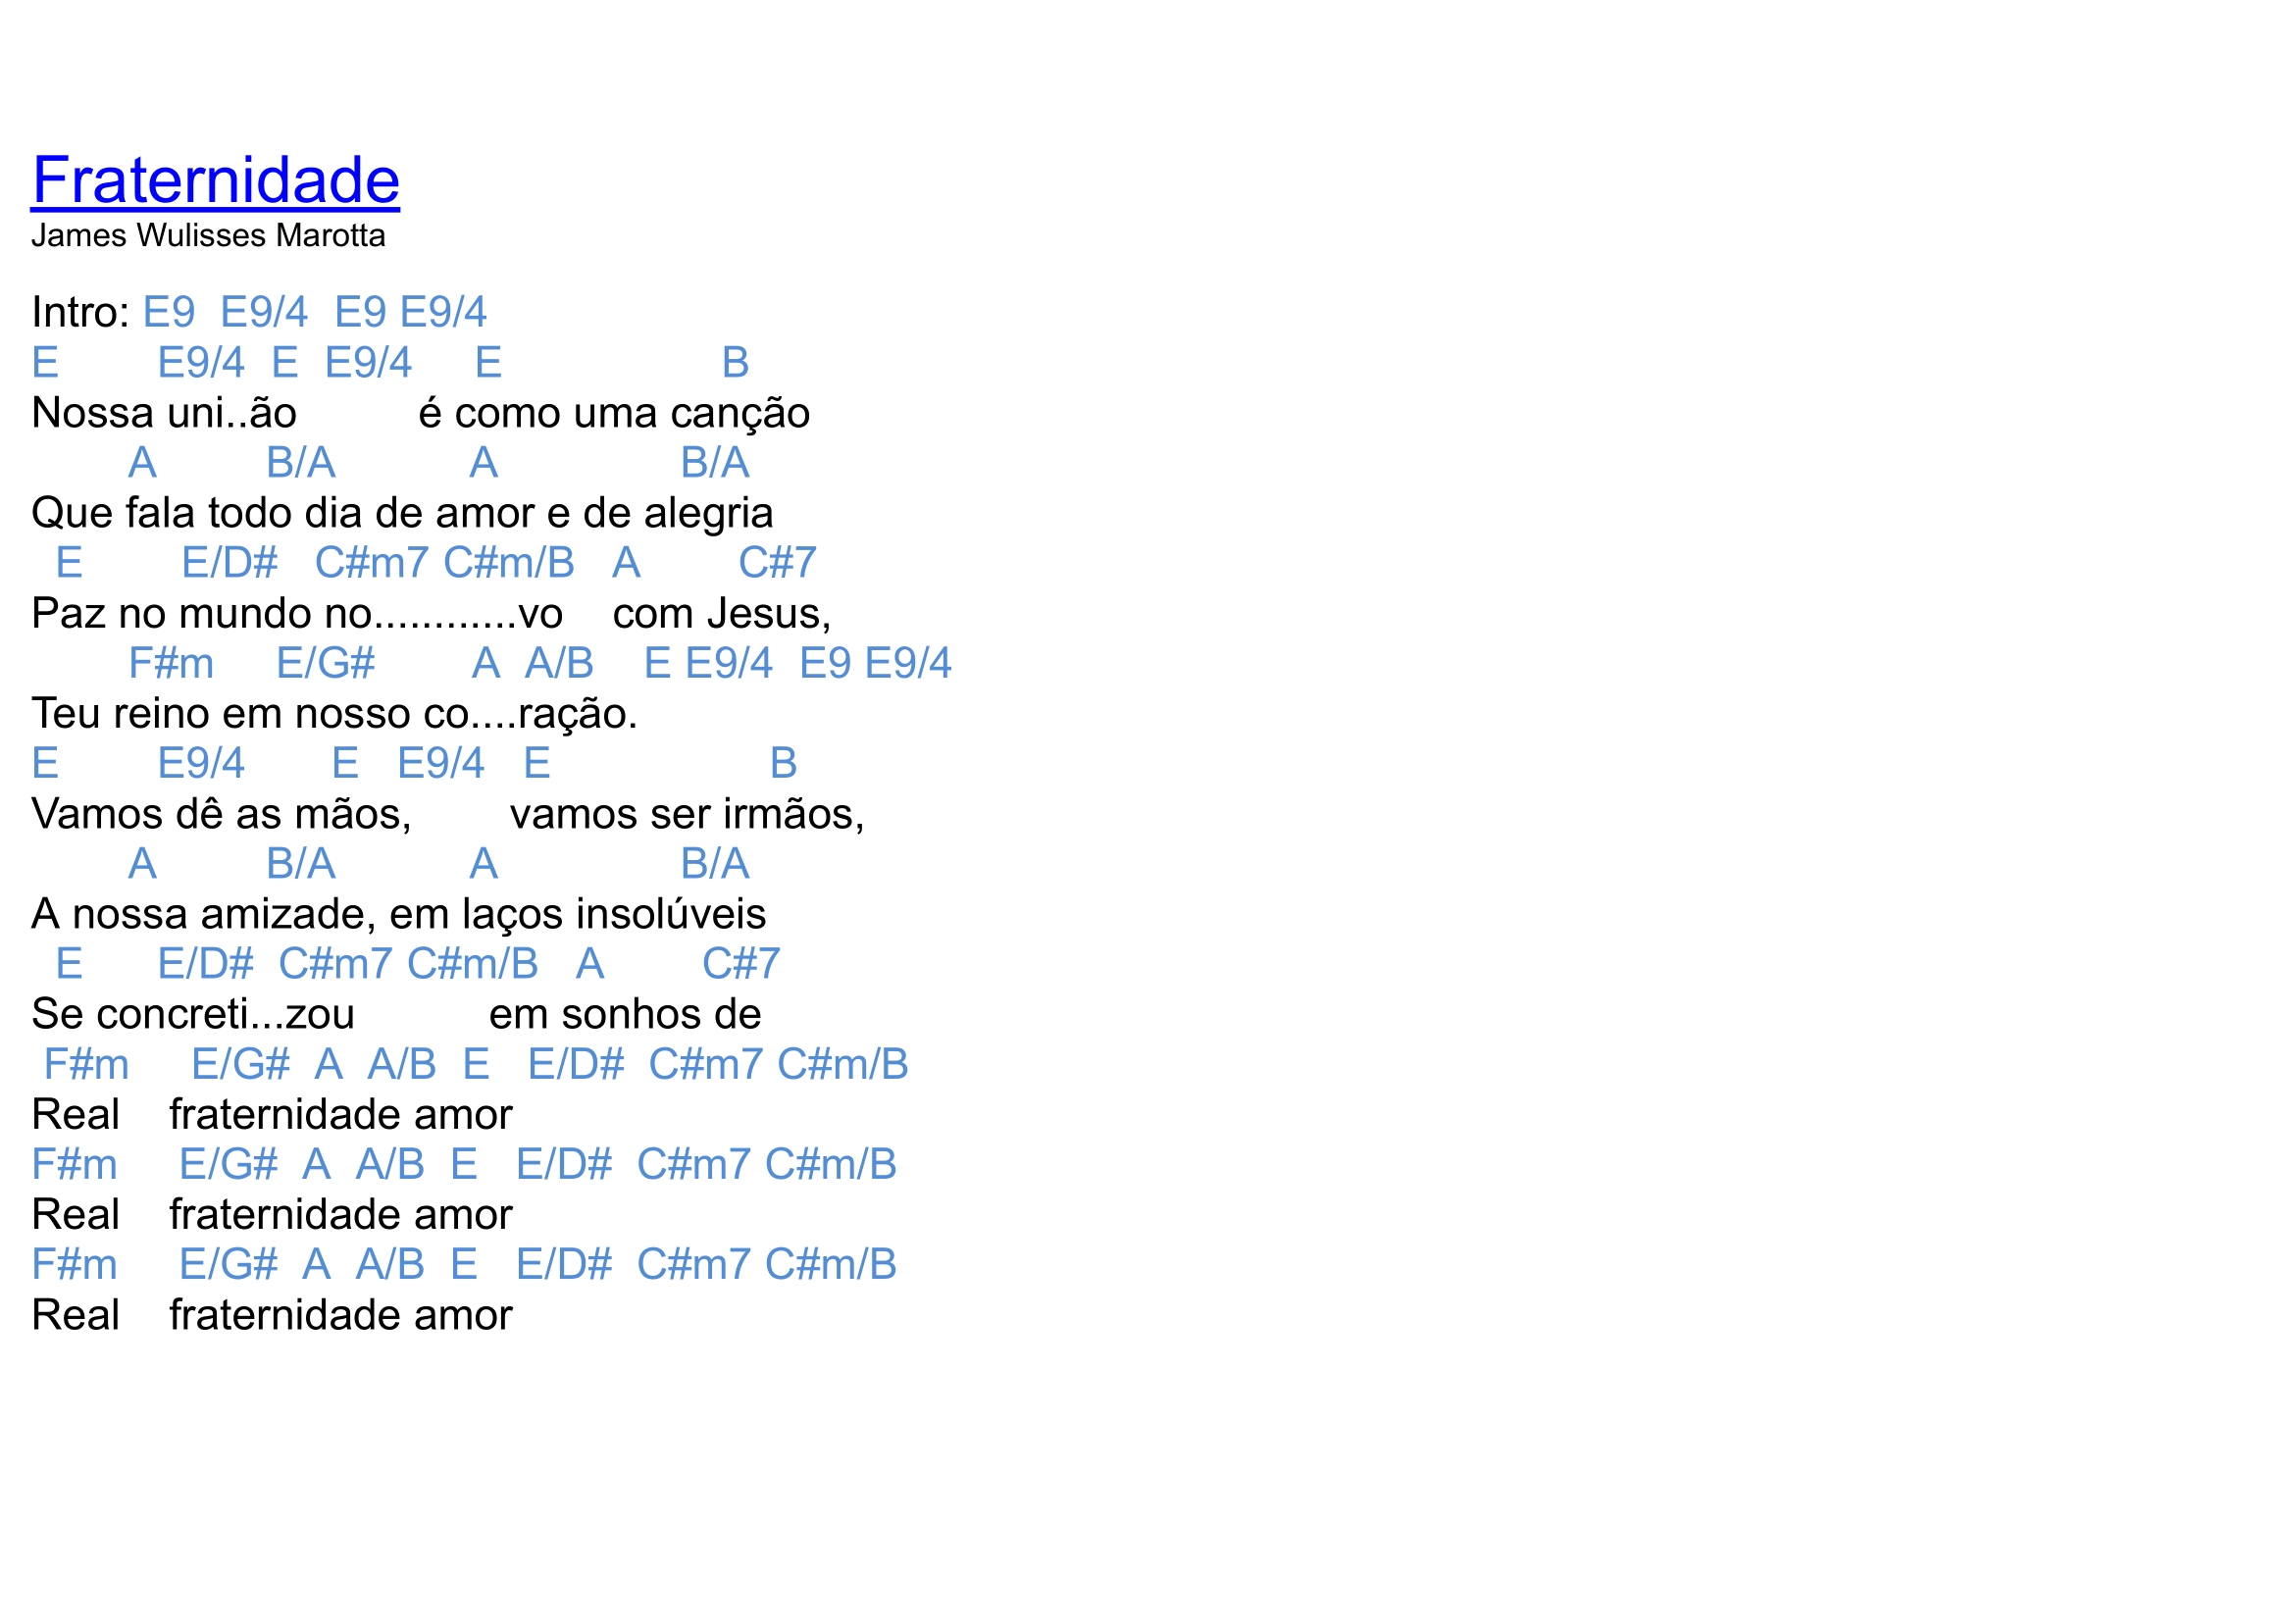 Fraternidade
James Wulisses Marotta
Intro: E9  E9/4  E9 E9/4
E        E9/4  E  E9/4     E                  B
Nossa uni..ão          é como uma canção
        A         B/A           A               B/A
Que fala todo dia de amor e de alegria
  E        E/D#   C#m7 C#m/B   A        C#7
Paz no mundo no............vo    com Jesus,
        F#m     E/G#        A  A/B    E E9/4  E9 E9/4
Teu reino em nosso co....ração.
E        E9/4       E   E9/4   E                  B
Vamos dê as mãos,        vamos ser irmãos,
        A         B/A           A               B/A
A nossa amizade, em laços insolúveis
  E      E/D#  C#m7 C#m/B   A        C#7
Se concreti...zou           em sonhos de
 F#m     E/G#  A  A/B  E   E/D#  C#m7 C#m/B
Real    fraternidade amor
F#m     E/G#  A  A/B  E   E/D#  C#m7 C#m/B
Real    fraternidade amor
F#m     E/G#  A  A/B  E   E/D#  C#m7 C#m/B
Real    fraternidade amor